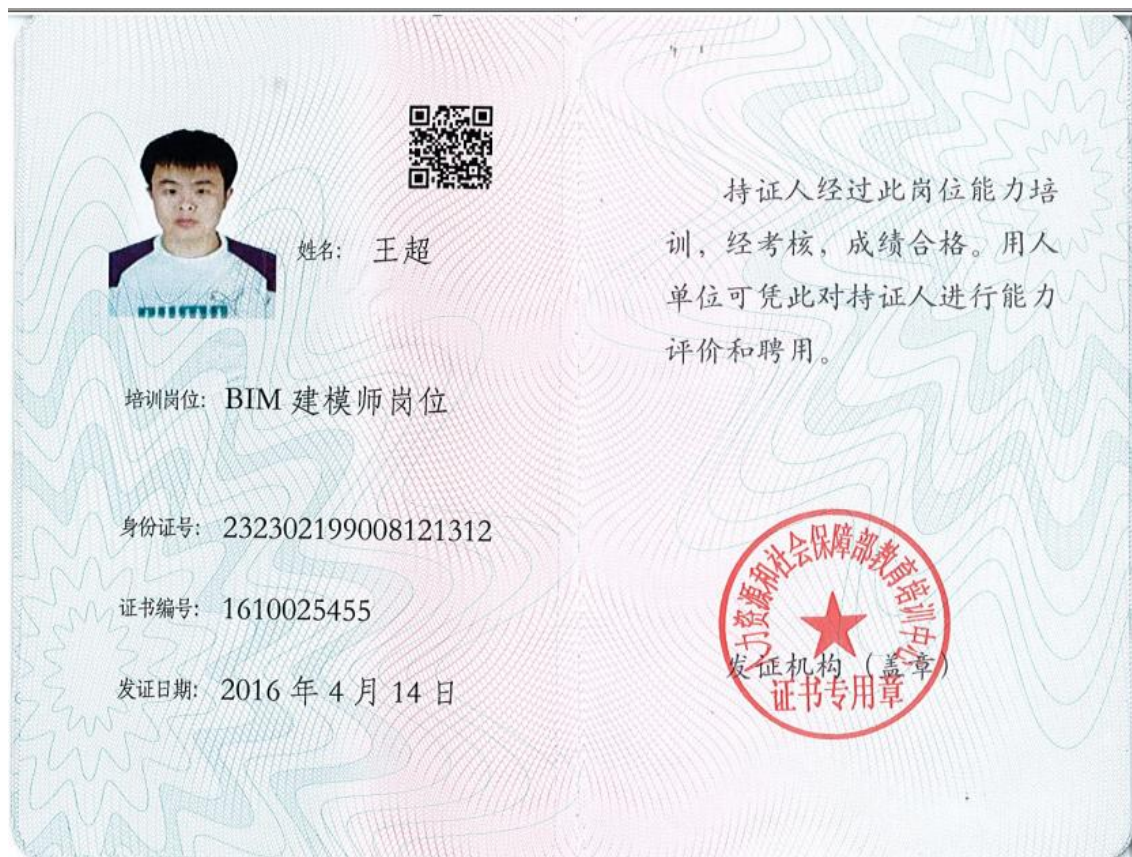 姓名： 王超
培训岗位： BIM 建模师岗位
身份证号： 232302199008121312
证书编号： 1610025455
发证日期： 2016 年 4 月 14 日
持证人经过此岗位能力培
训，经考核，成绩合格。用人
单位可凭此对持证人进行能力
评价和聘用。
人力资源和社会保障部教育培训中心
发证机构（盖章）
证书专用章